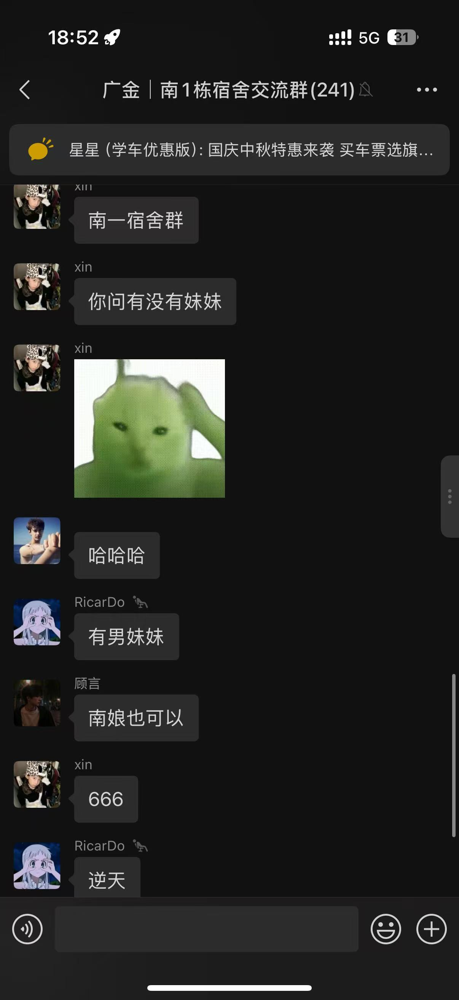 18:52
5G 31
广金｜南1栋宿舍交流群(241)
星星 (学车优惠版): 国庆中秋特惠来袭 买车票选旗...
xin
南一宿舍群
xin
你问有没有妹妹
xin
哈哈哈
RicarDo
有男妹妹
顾言
南娘也可以
xin
666
RicarDo
逆天